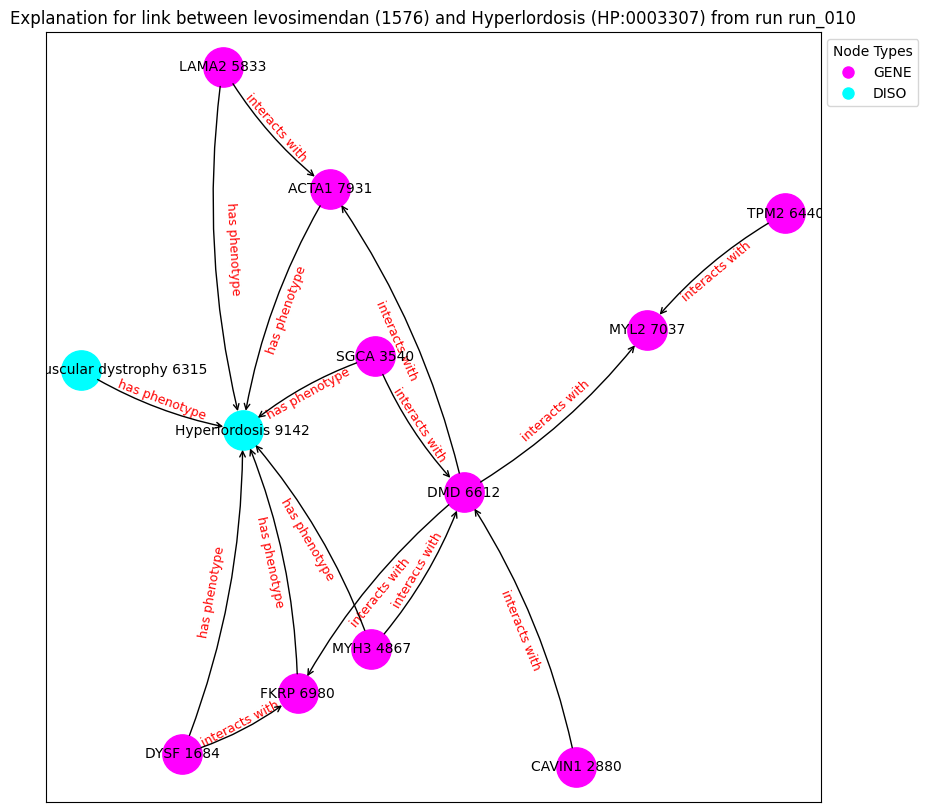 Explanation for link between levosimendan (1576) and Hyperlordosis (HP:0003307) from run run_010
Node Types
GENE
DISO
LAMA2 5833
interacts with
ACTA1 7931
TPM2 6440
has phenotype
interacts with
has phenotype
interacts with
MYL2 7037
SGCA 3540
uscular dystrophy 6315
has phenotype
has phenotype
interacts with
interacts with
Hyperlordosis 9142
DMD 6612
has phenotype
has phenotype
has phenotype
interacts with
interacts with
interacts with
MYH3 4867
FKRP 6980
interacts with
DYSF 1684
CAVIN1 2880